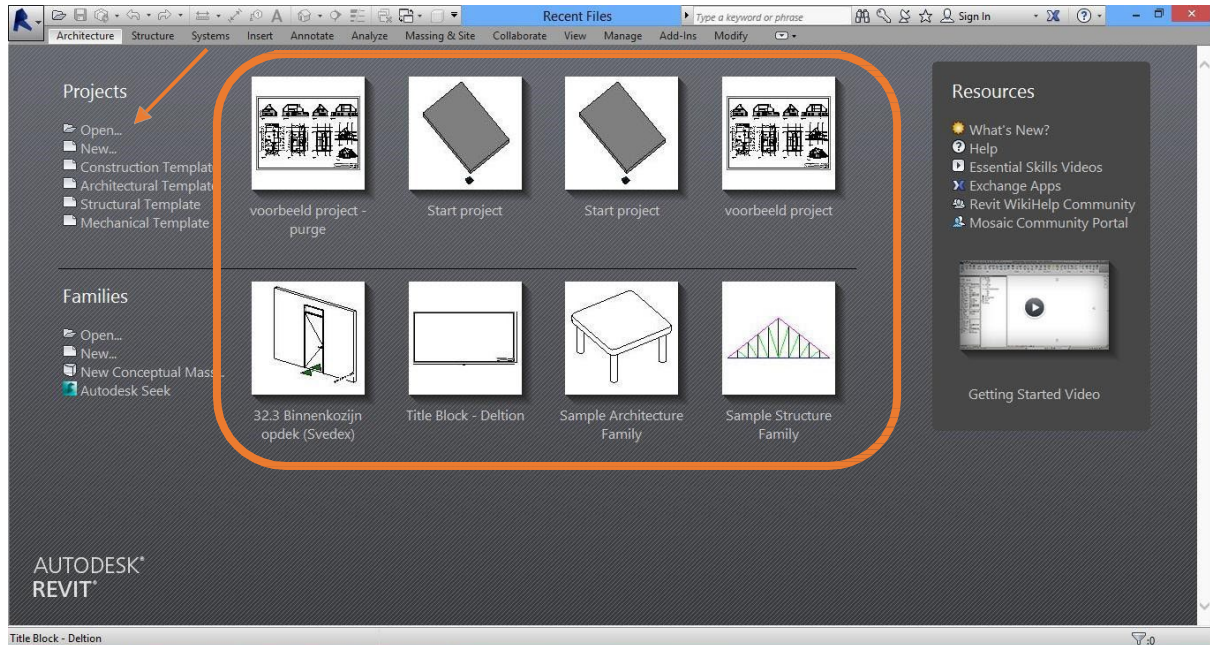 Recent Files
Type a keyword or phrase
Sign In
Architecture Structure Systems Insert Annotate Analyze Massing & Site Collaborate View Manage Add-Ins Modify
Projects
Open...
New...
Construction Template
Architectural Template
Structural Template
Mechanical Template
voorbeeld project - purge
Start project
Start project
voorbeeld project
Families
Open...
New...
New Conceptual Mass...
Autodesk Seek
32.3 Binnenkozijn
opdek (Svedex)
Title Block - Deltion
Sample Architecture
Family
Sample Structure
Family
Resources
What's New?
Help
Essential Skills Videos
Exchange Apps
Revit WikiHelp Community
Mosaic Community Portal
Getting Started Video
AUTODESK®
REVIT®
Title Block - Deltion
:0